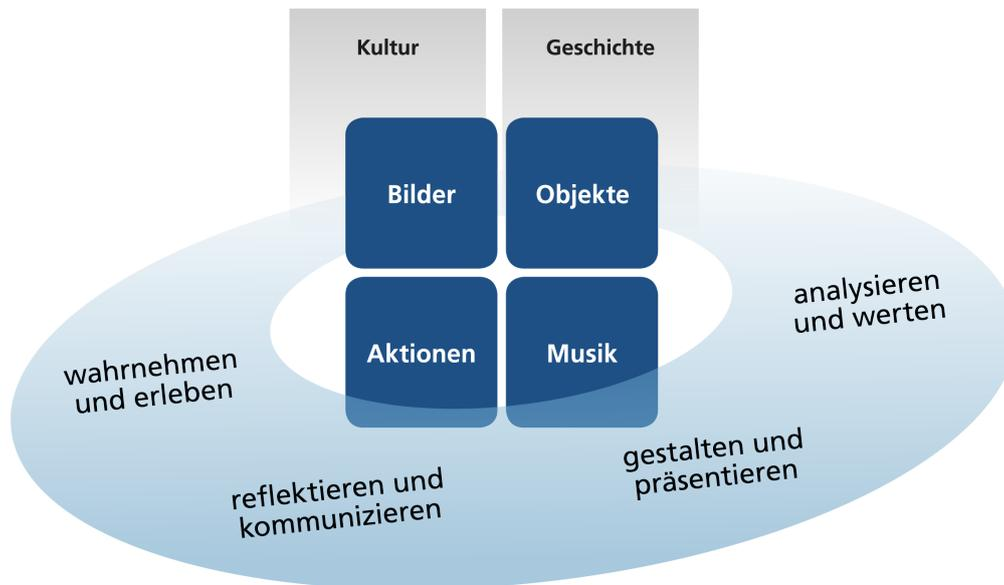 Kultur
Geschichte
Bilder
Objekte
Aktionen
Musik
analysieren
und werten
wahrnehmen
und erleben
gestalten und
präsentieren
reflektieren und
kommunizieren